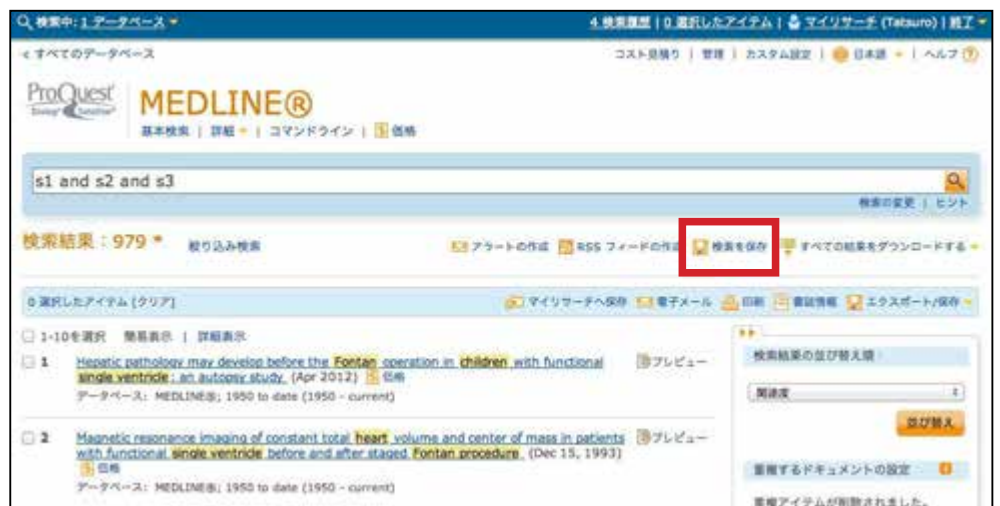 検索中: 1 データベース
4 検索履歴 | 0 選択したアイテム | マイリサーチ (Tatsuro) | 終了
< すべてのデータベース
コスト見積り | 管理 | カスタム設定 | 日本語 | ヘルプ ?
ProQuest
MEDLINE®
基本検索 | 詳細 | コマンドライン | $ 価格
s1 and s2 and s3
検索の変更 | ヒント
検索結果：979 *
絞り込み検索
アラートの作成 RSS フィードの作成 検索を保存 すべての結果をダウンロードする
0 選択したアイテム [クリア]
マイリサーチへ保存 電子メール 印刷 書誌情報 エクスポート/保存
1-10を選択 簡易表示 | 詳細表示
1 Hepatic pathology may develop before the Fontan operation in children with functional
single ventricle: an autopsy study. (Apr 2012) $ 価格
データベース: MEDLINE®; 1950 to date (1950 - current)
プレビュー
2 Magnetic resonance imaging of constant total heart volume and center of mass in patients
with functional single ventricle before and after staged Fontan procedure. (Dec 15, 1993)
$ 価格
データベース: MEDLINE®; 1950 to date (1950 - current)
プレビュー
検索結果の並び替え順
関連度
並び替え
重複するドキュメントの設定
重複アイテムが削除されました。